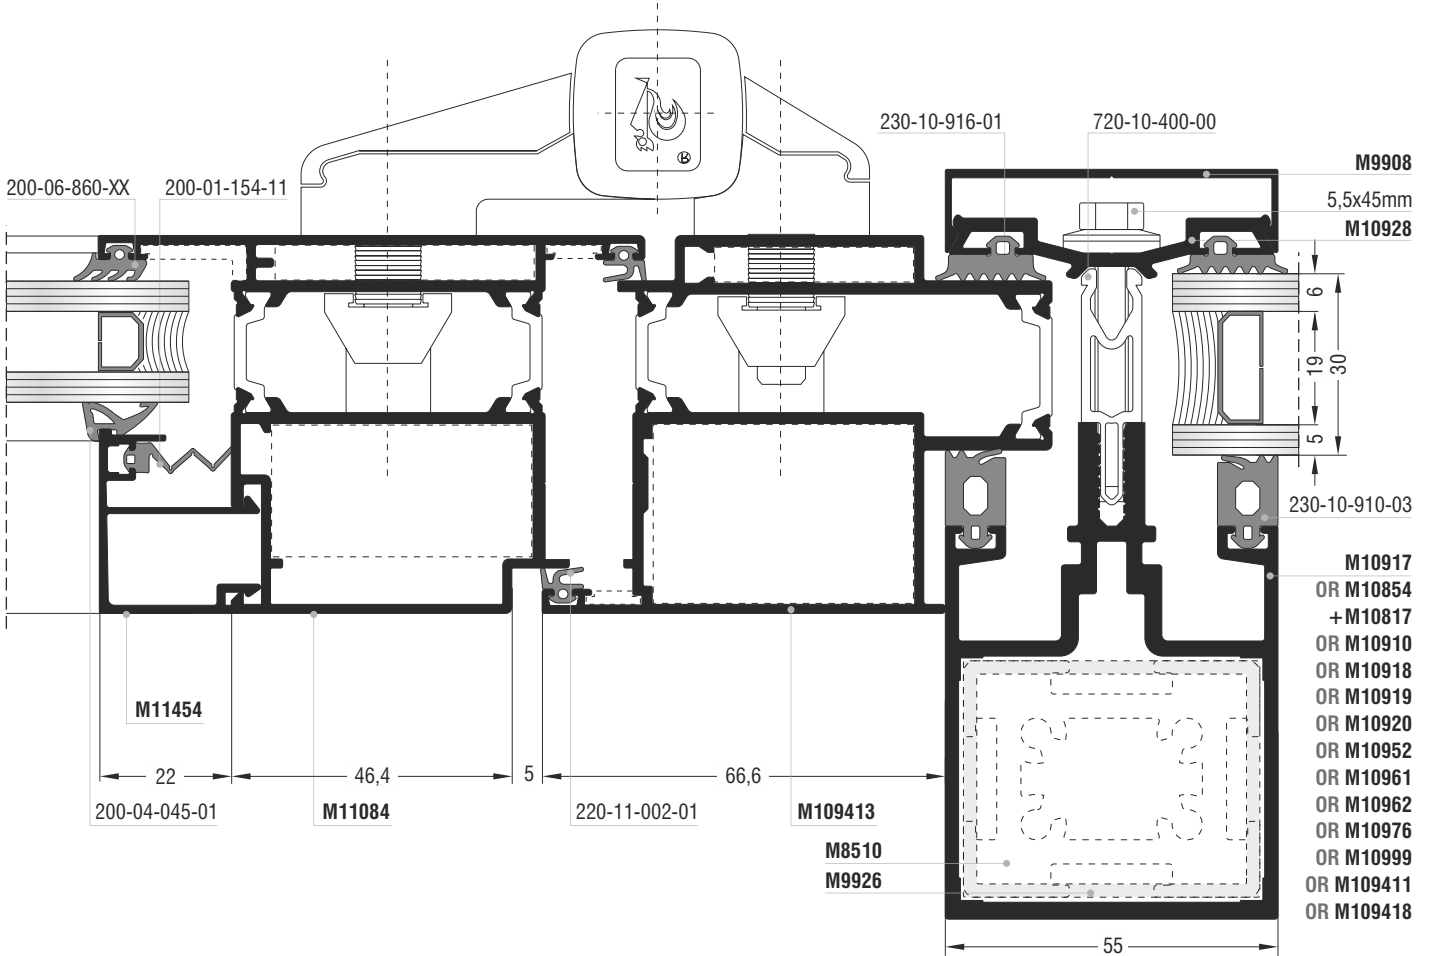 230-10-916-01
720-10-400-00
M9908
200-06-860-XX
200-01-154-11
5,5x45mm
M10928
K
6
19
30
5
230-10-910-03
M10917
OR M10854
+M10817
OR M10910
OR M10918
OR M10919
OR M10920
OR M10952
OR M10961
OR M10962
OR M10976
OR M10999
OR M109411
OR M109418
M11454
22
46,4
5
66,6
200-04-045-01
M11084
220-11-002-01
M109413
M8510
M9926
55